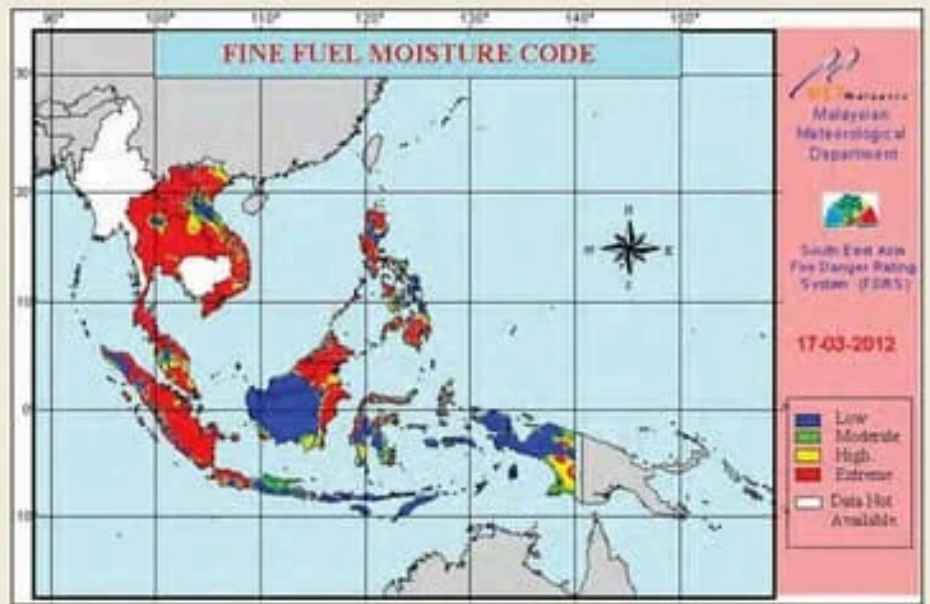 90° 100° 110° 120° 130° 140° 150°
FINE FUEL MOISTURE CODE
30
20
10
0
10
N
E
Malaysia
Malaysian
Meteorological
Department
South East Asia
Fire Danger Rating
System (FDRS)
17-03-2012
Low
Moderate
High
Extreme
Data Not
Available